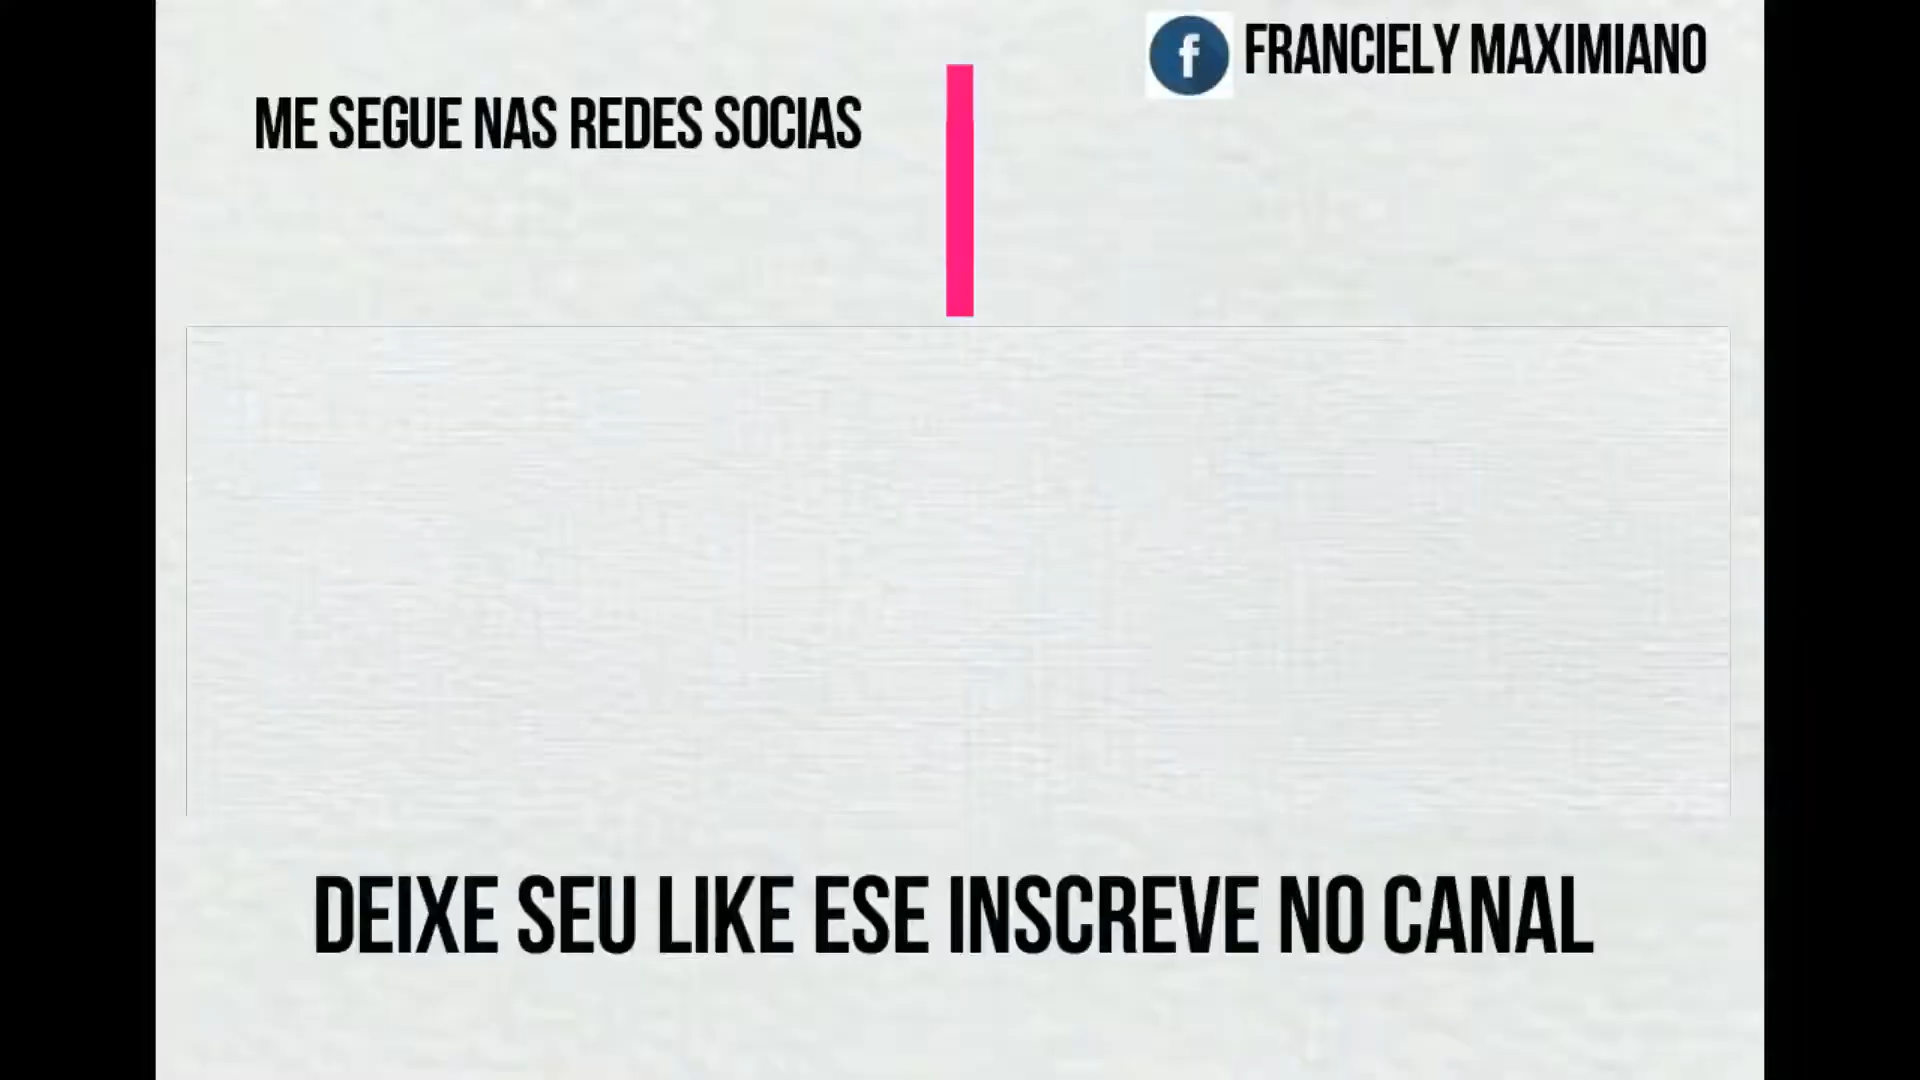 FRANCIELY MAXIMIANO
ME SEGUE NAS REDES SOCIAS
DEIXE SEU LIKE ESE INSCREVE NO CANAL